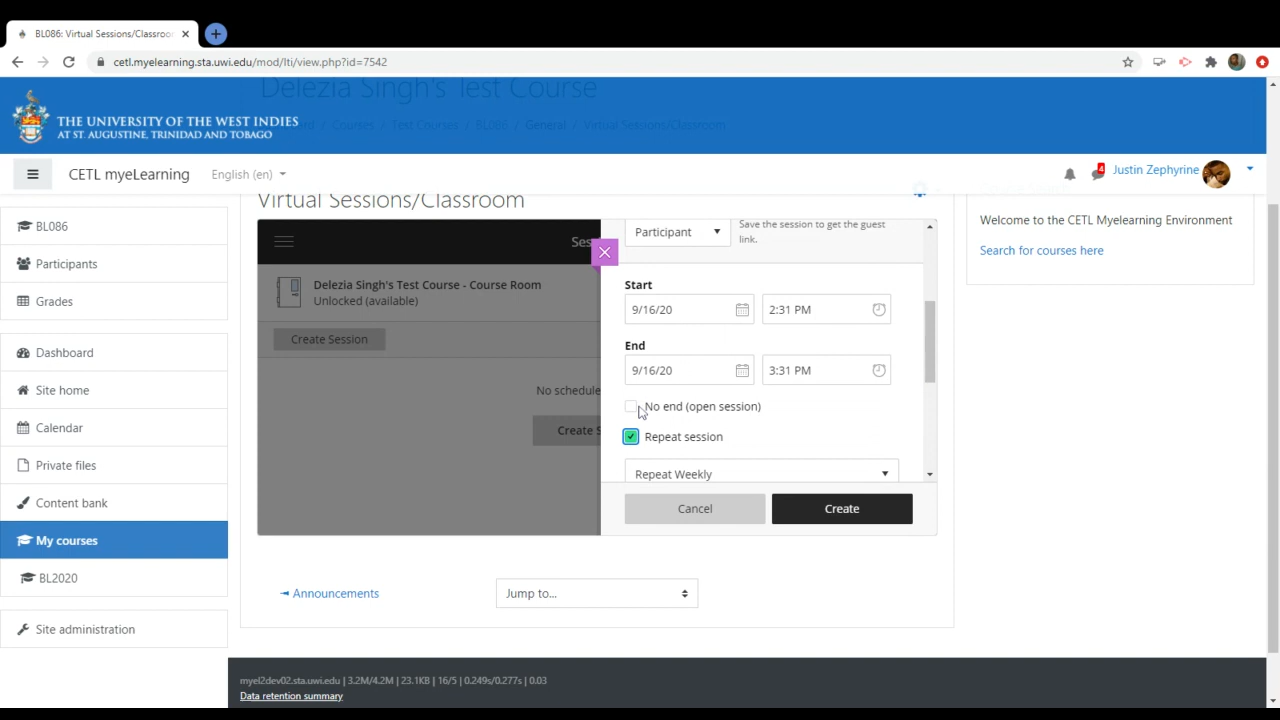 BL086: Virtual Sessions/Classroom
cetl.myelearning.sta.uwi.edu/mod/lti/view.php?id=7542
Delezia Singh's Test Course
Courses / Test Courses / BL086 / General / Virtual Sessions/Classroom
THE UNIVERSITY OF THE WEST INDIES
AT ST. AUGUSTINE, TRINIDAD AND TOBAGO
CETL myeLearning
English (en)
4
Justin Zephyrine
BL086
Participants
Grades
Dashboard
Site home
Calendar
Private files
Content bank
My courses
BL2020
Site administration
Virtual Sessions/Classroom
Ses
Delezia Singh's Test Course - Course Room
Unlocked (available)
Create Session
No schedule
Create S
Participant
Save the session to get the guest
link.
Start
9/16/20
2:31 PM
End
9/16/20
3:31 PM
No end (open session)
Repeat session
Repeat Weekly
Cancel
Create
Welcome to the CETL Myelearning Environment
Search for courses here
◄ Announcements
Jump to...
myel2dev02.sta.uwi.edu | 3.2M/4.2M | 23.1KB | 16/5 | 0.249s/0.277s | 0.03
Data retention summary